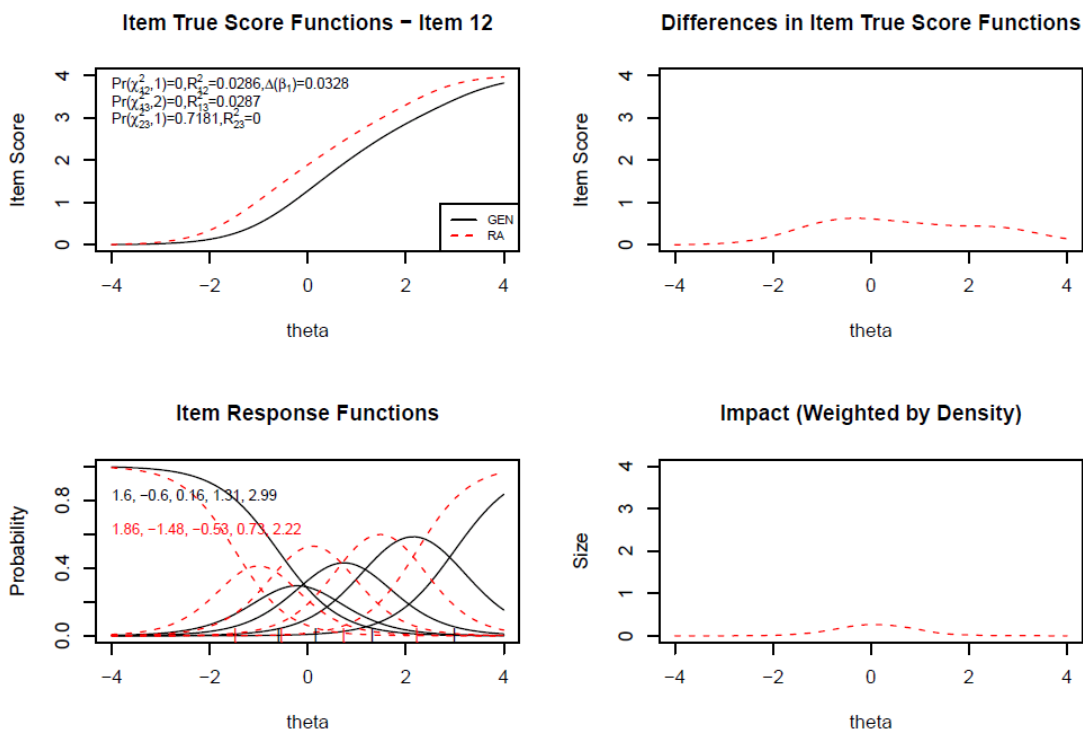 Item True Score Functions − Item 12
Pr(χ²₁₂,1)=0,R²₁₂=0.0286,Δ(β₁)=0.0328
Pr(χ²₁₃,2)=0,R²₁₃=0.0287
Pr(χ²₂₃,1)=0.7181,R²₂₃=0
Item Score
4
3
2
1
0
GEN
RA
−4 −2 0 2 4
theta
Differences in Item True Score Functions
Item Score
4
3
2
1
0
−4 −2 0 2 4
theta
Item Response Functions
1.6, −0.6, 0.16, 1.31, 2.99
1.86, −1.48, −0.53, 0.73, 2.22
Probability
0.8
0.4
0.0
−4 −2 0 2 4
theta
Impact (Weighted by Density)
Size
4
3
2
1
0
−4 −2 0 2 4
theta